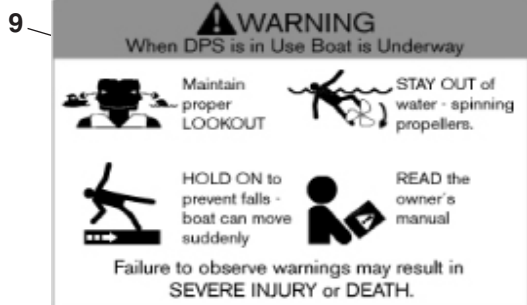 9
WARNING
When DPS is in Use Boat is Underway
Maintain
proper
LOOKOUT
STAY OUT of
water - spinning
propellers.
HOLD ON to
prevent falls -
boat can move
suddenly
READ the
owner's
manual
Failure to observe warnings may result in
SEVERE INJURY or DEATH.